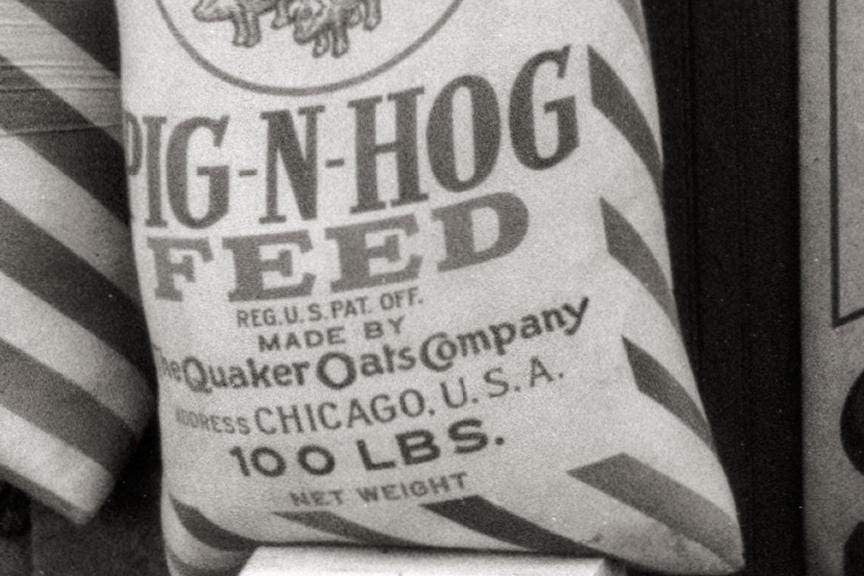 PIG-N-HOG
FEED
REG. U.S. PAT. OFF.
MADE BY
The Quaker Oats Company
ADDRESS CHICAGO, U.S.A.
100 LBS.
NET WEIGHT